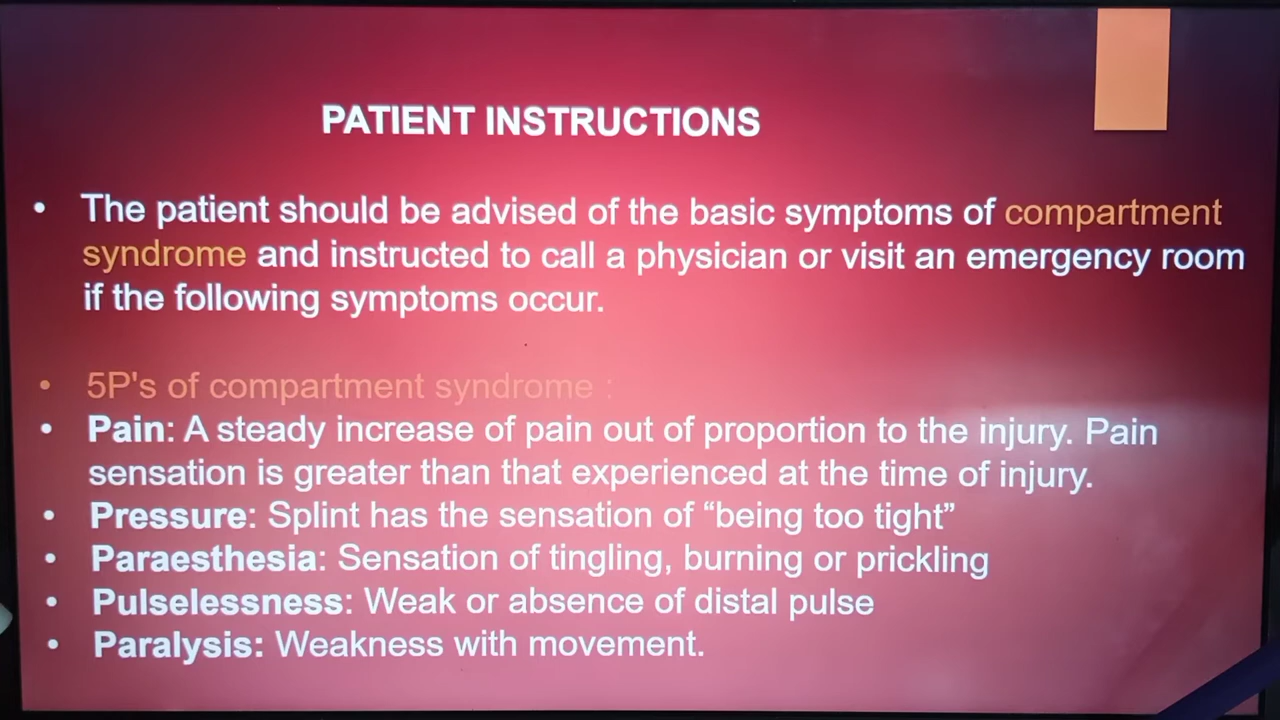 PATIENT INSTRUCTIONS
• The patient should be advised of the basic symptoms of compartment
syndrome and instructed to call a physician or visit an emergency room
if the following symptoms occur.
• 5P's of compartment syndrome :
• Pain: A steady increase of pain out of proportion to the injury. Pain
sensation is greater than that experienced at the time of injury.
• Pressure: Splint has the sensation of “being too tight”
• Paraesthesia: Sensation of tingling, burning or prickling
• Pulselessness: Weak or absence of distal pulse
• Paralysis: Weakness with movement.